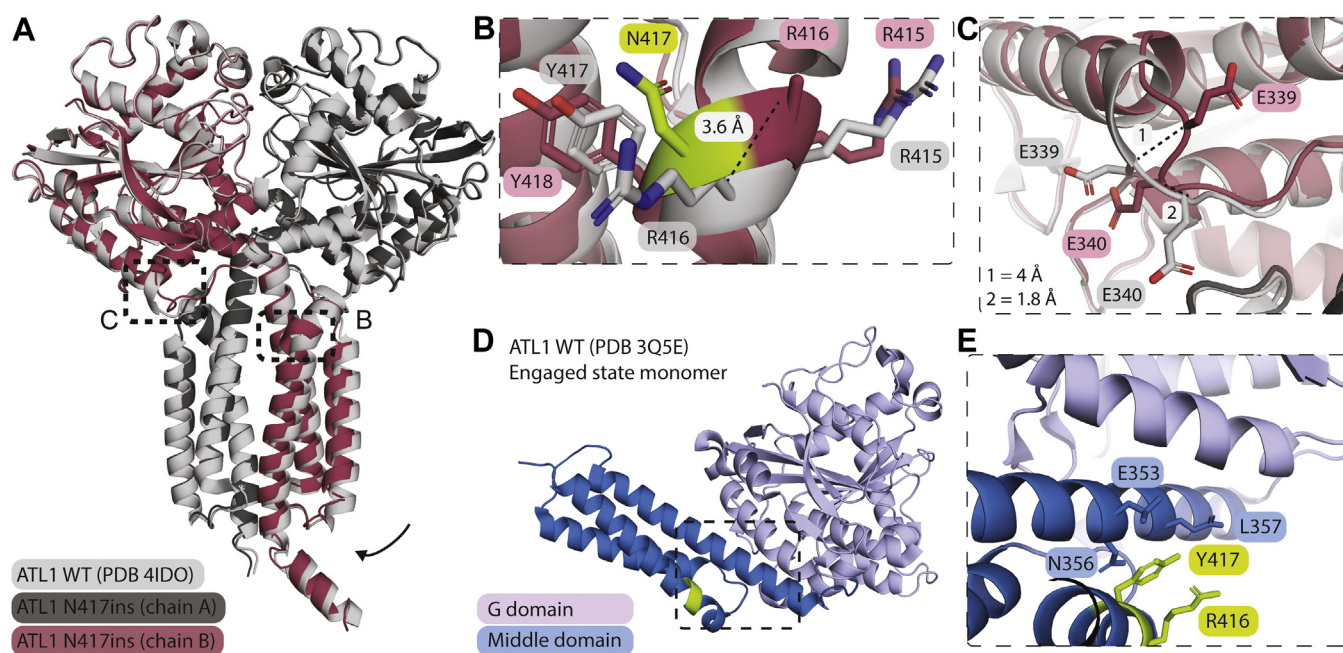 A
C
B
ATL1 WT (PDB 4IDO)
ATL1 N417ins (chain A)
ATL1 N417ins (chain B)
B
N417
R416
R415
Y417
3.6 Å
R415
Y418
R416
C
E339
1
E339
2
E340
E340
1 = 4 Å
2 = 1.8 Å
D
ATL1 WT (PDB 3Q5E)
Engaged state monomer
G domain
Middle domain
E
E353
L357
N356
Y417
R416